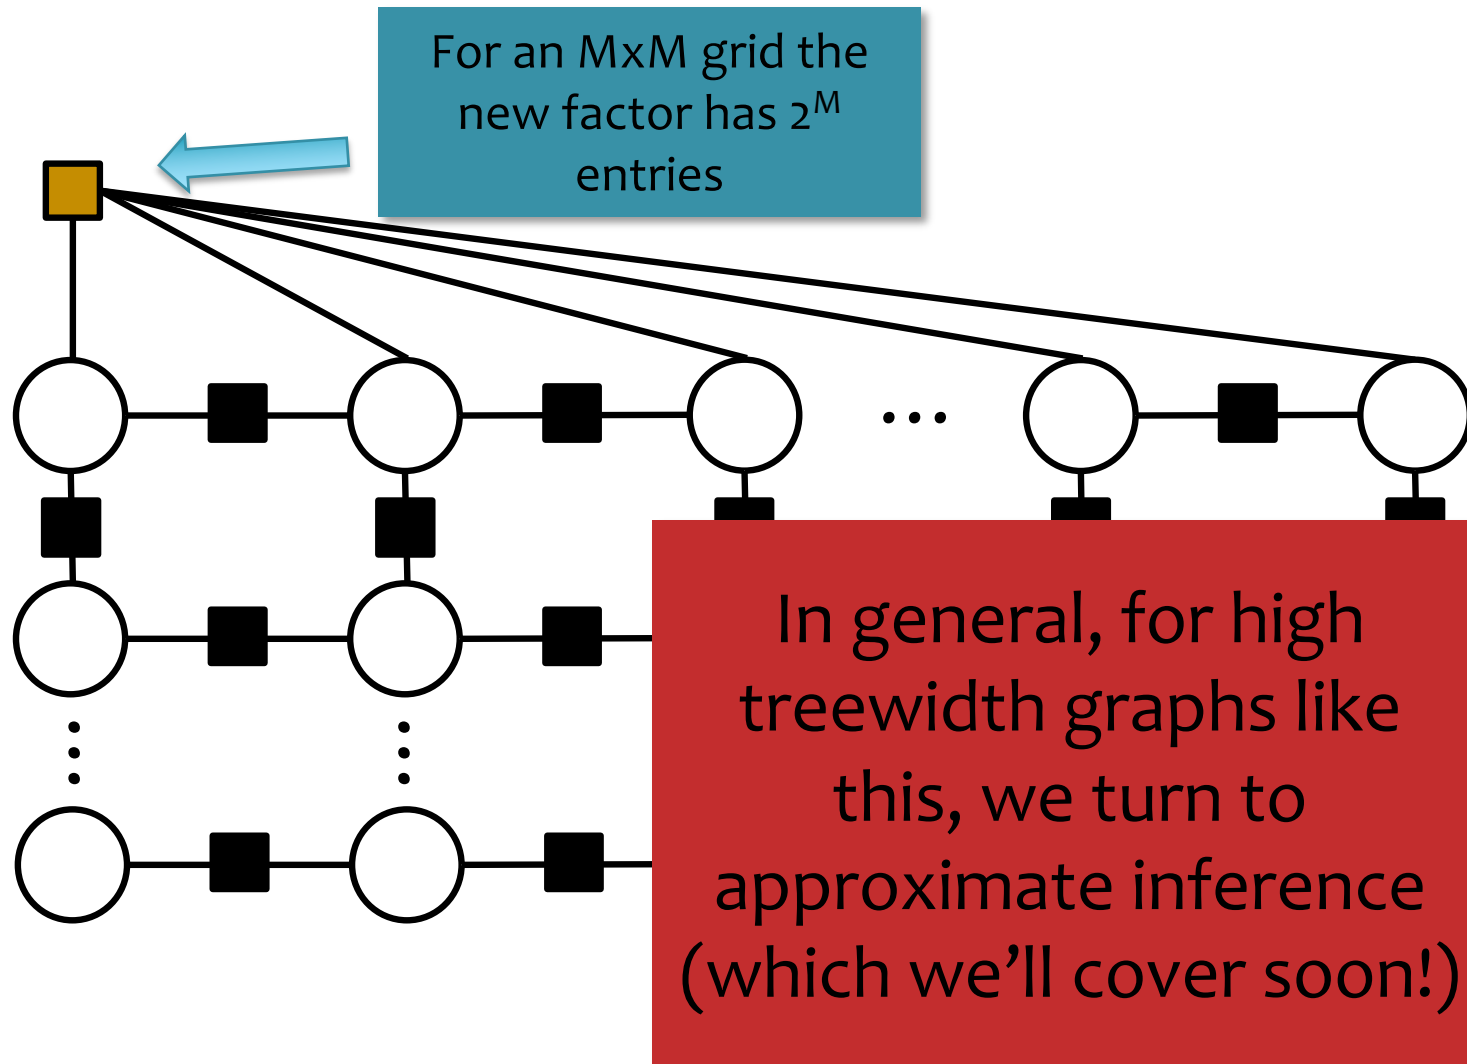 For an MxM grid the
new factor has 2^M
entries
...
In general, for high
treewidth graphs like
this, we turn to
approximate inference
(which we’ll cover soon!)